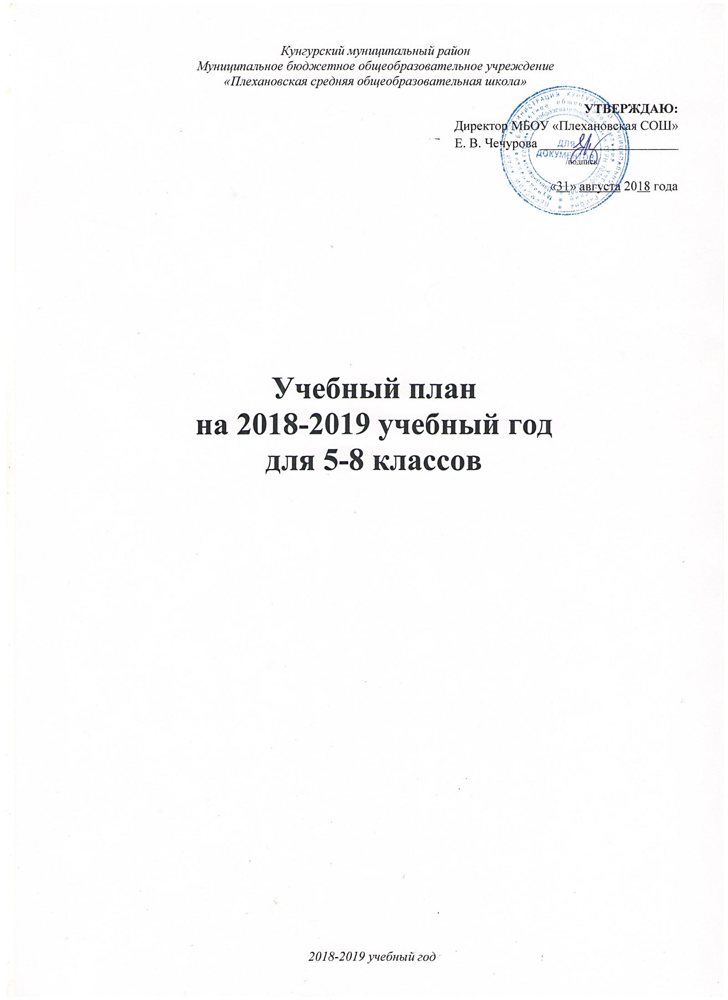 Кунгурский муниципальный район
Муниципальное бюджетное общеобразовательное учреждение
«Плехановская средняя общеобразовательная школа»
УТВЕРЖДАЮ:
Директор МБОУ «Плехановская СОШ»
Е. В. Чечурова
ДЛЯ
ДОКУМЕНТОВ
/подпись/
«31» августа 2018 года
Учебный план
на 2018-2019 учебный год
для 5-8 классов
2018-2019 учебный год